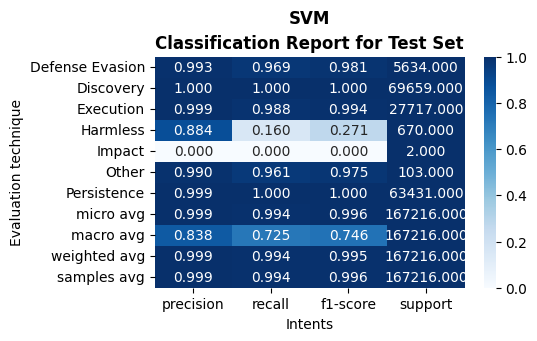 SVM
Classification Report for Test Set
Evaluation technique
Defense Evasion 0.993 0.969 0.981 5634.000
Discovery 1.000 1.000 1.000 69659.000
Execution 0.999 0.988 0.994 27717.000
Harmless 0.884 0.160 0.271 670.000
Impact 0.000 0.000 0.000 2.000
Other 0.990 0.961 0.975 103.000
Persistence 0.999 1.000 1.000 63431.000
micro avg 0.999 0.994 0.996 167216.000
macro avg 0.838 0.725 0.746 167216.000
weighted avg 0.999 0.994 0.995 167216.000
samples avg 0.999 0.994 0.996 167216.000
precision recall f1-score support
Intents
1.0
0.8
0.6
0.4
0.2
0.0